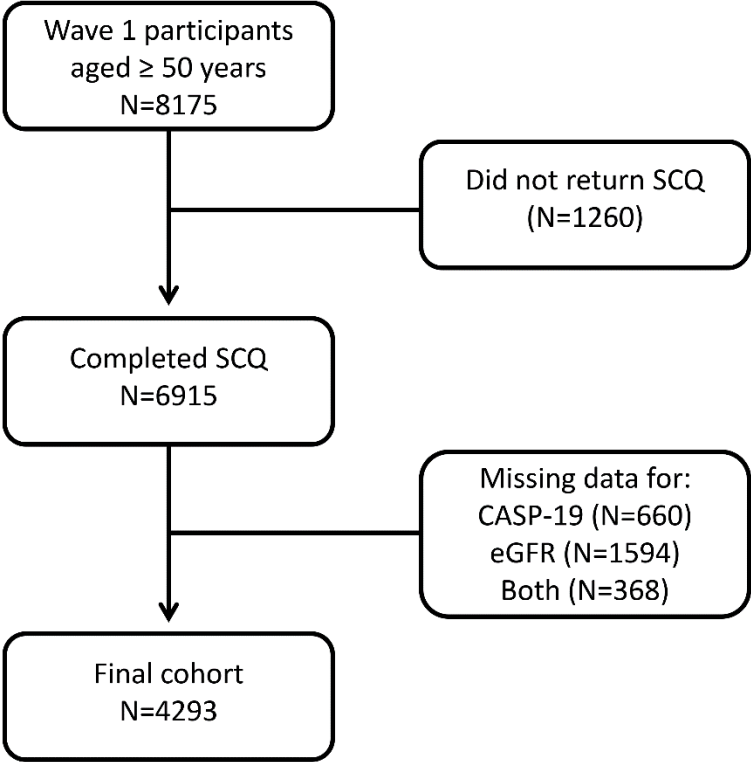 Wave 1 participants
aged ≥ 50 years
N=8175
Did not return SCQ
(N=1260)
Completed SCQ
N=6915
Missing data for:
CASP-19 (N=660)
eGFR (N=1594)
Both (N=368)
Final cohort
N=4293